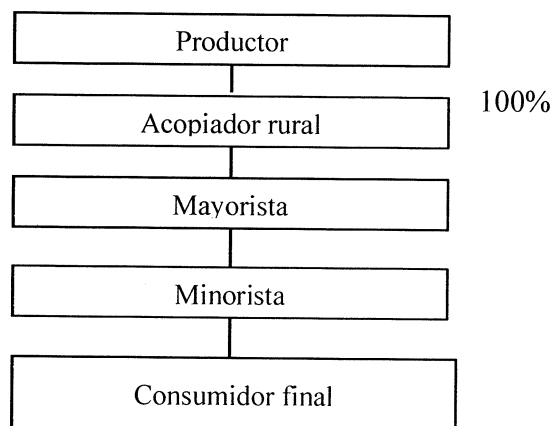 Productor
100%
Acopiador rural
Mayorista
Minorista
Consumidor final